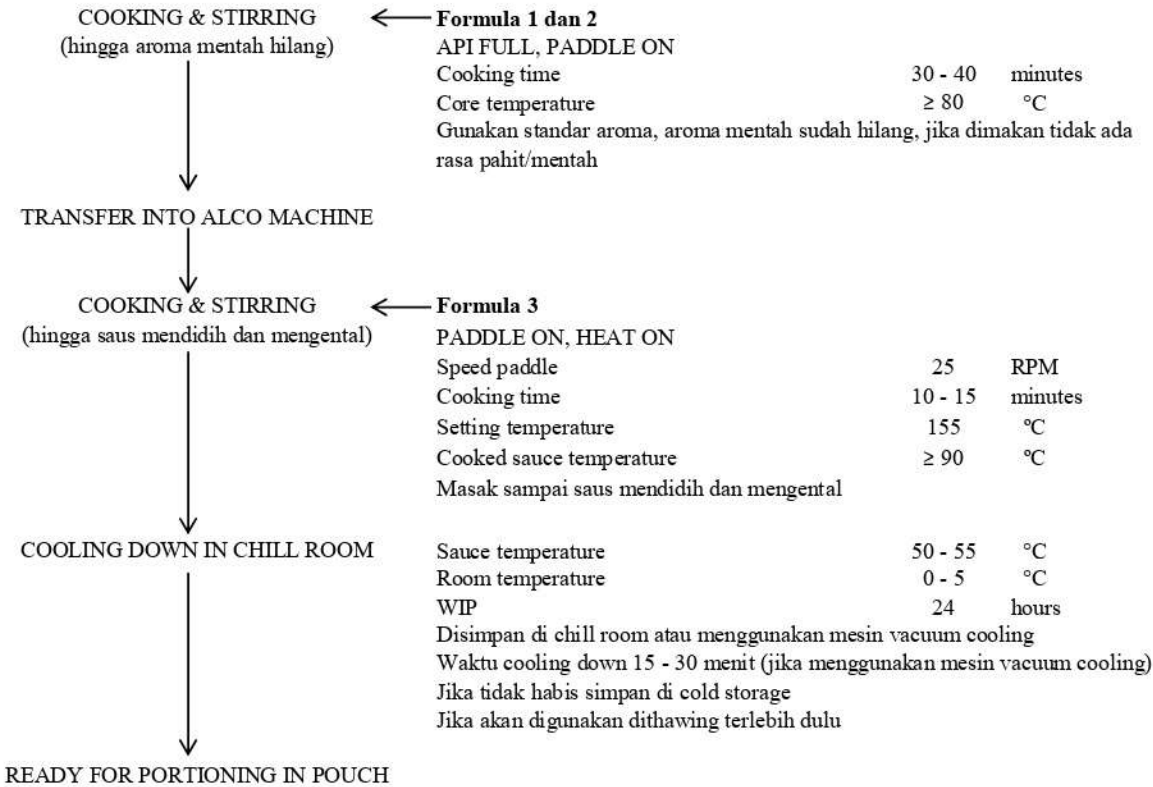 COOKING & STIRRING
(hingga aroma mentah hilang)
Formula 1 dan 2
API FULL, PADDLE ON
Cooking time 30 - 40 minutes
Core temperature ≥ 80 °C
Gunakan standar aroma, aroma mentah sudah hilang, jika dimakan tidak ada
rasa pahit/mentah
TRANSFER INTO ALCO MACHINE
COOKING & STIRRING
(hingga saus mendidih dan mengental)
Formula 3
PADDLE ON, HEAT ON
Speed paddle 25 RPM
Cooking time 10 - 15 minutes
Setting temperature 155 ºC
Cooked sauce temperature ≥ 90 ºC
Masak sampai saus mendidih dan mengental
COOLING DOWN IN CHILL ROOM
Sauce temperature 50 - 55 °C
Room temperature 0 - 5 °C
WIP 24 hours
Disimpan di chill room atau menggunakan mesin vacuum cooling
Waktu cooling down 15 - 30 menit (jika menggunakan mesin vacuum cooling)
Jika tidak habis simpan di cold storage
Jika akan digunakan dithawing terlebih dulu
READY FOR PORTIONING IN POUCH